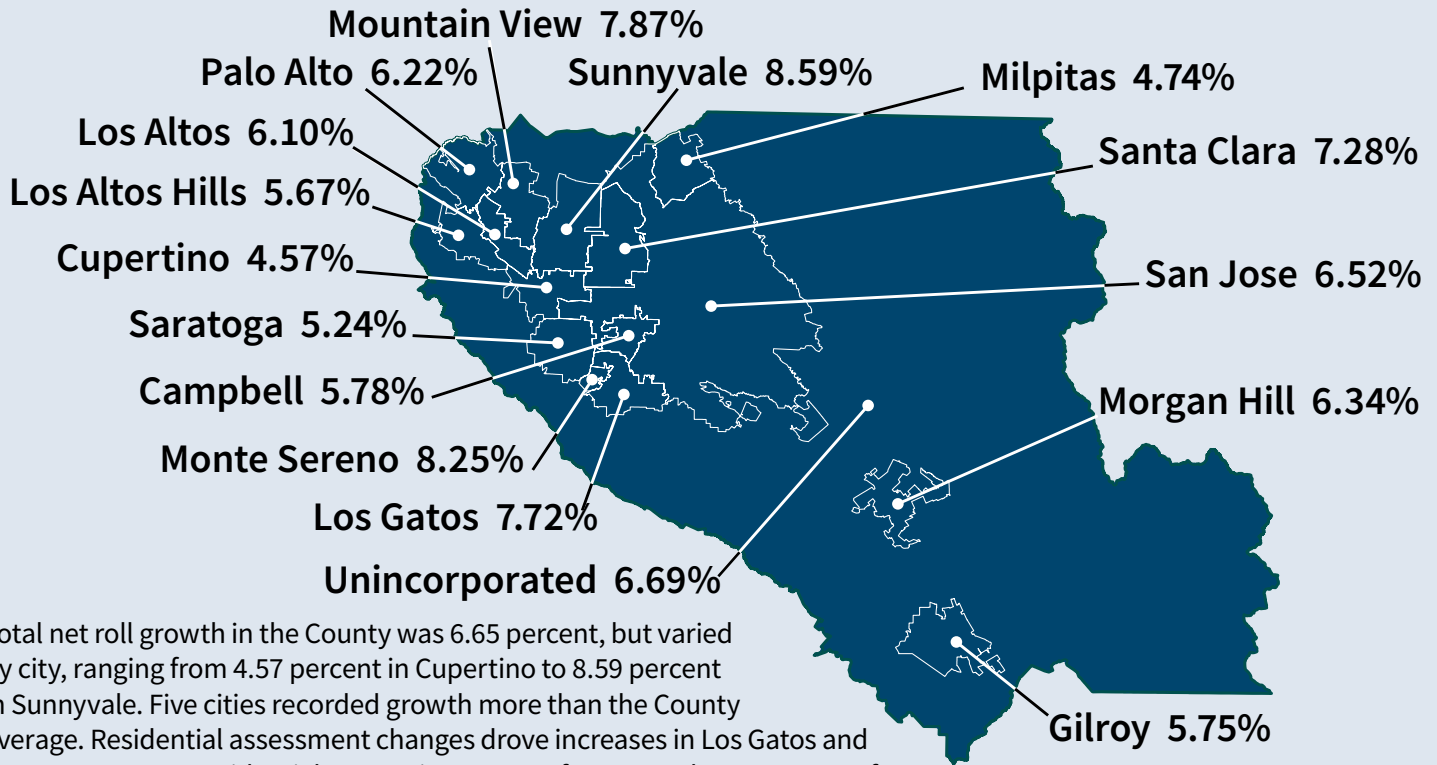 Mountain View 7.87%
Palo Alto 6.22%
Sunnyvale 8.59%
Milpitas 4.74%
Los Altos 6.10%
Santa Clara 7.28%
Los Altos Hills 5.67%
Cupertino 4.57%
San Jose 6.52%
Saratoga 5.24%
Campbell 5.78%
Morgan Hill 6.34%
Monte Sereno 8.25%
Los Gatos 7.72%
Unincorporated 6.69%
otal net roll growth in the County was 6.65 percent, but varied
y city, ranging from 4.57 percent in Cupertino to 8.59 percent
n Sunnyvale. Five cities recorded growth more than the County
verage. Residential assessment changes drove increases in Los Gatos and
Gilroy 5.75%